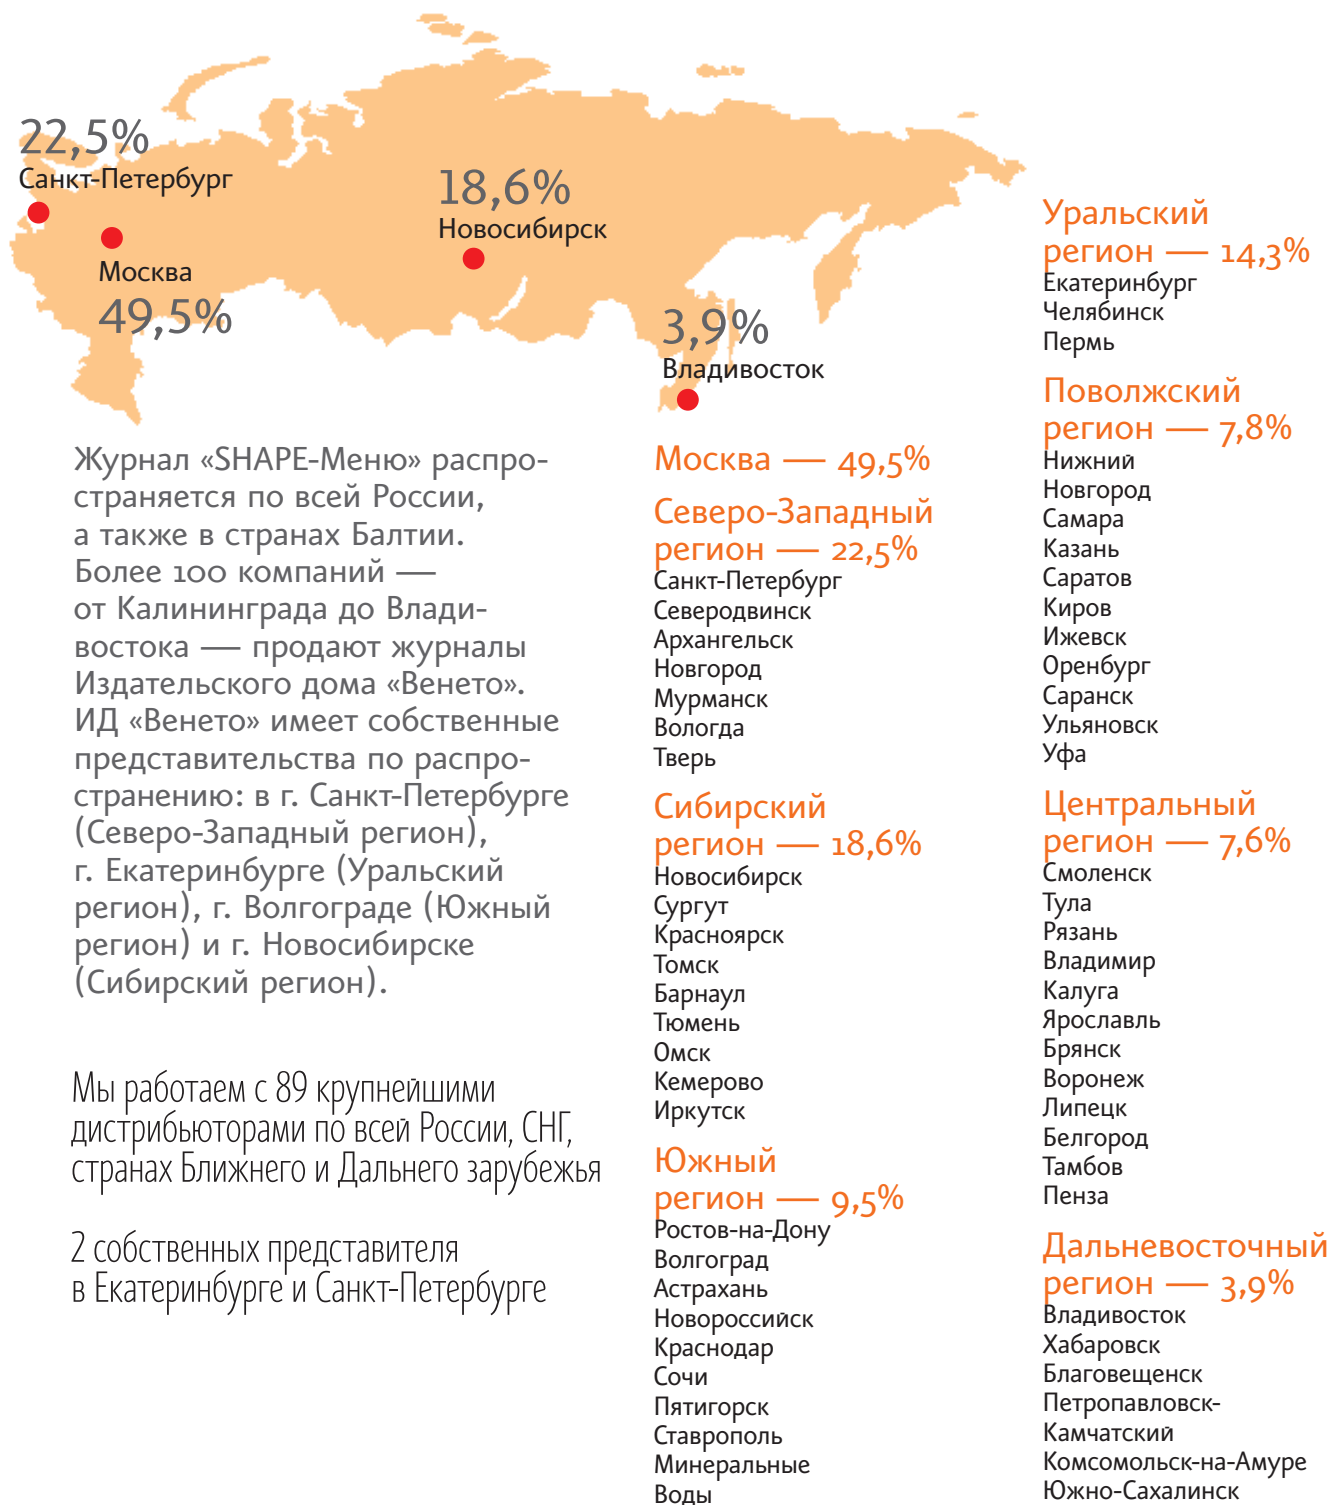 22,5%
Санкт-Петербург
18,6%
Новосибирск
Москва
49,5%
3,9%
Владивосток
Журнал «SHAPE-Меню» распро-
страняется по всей России,
а также в странах Балтии.
Более 100 компаний —
от Калининграда до Влади-
востока — продают журналы
Издательского дома «Венето».
ИД «Венето» имеет собственные
представительства по распро-
странению: в г. Санкт-Петербурге
(Северо-Западный регион),
г. Екатеринбурге (Уральский
регион), г. Волгограде (Южный
регион) и г. Новосибирске
(Сибирский регион).
Мы работаем с 89 крупнейшими
дистрибьюторами по всей России, СНГ,
странах Ближнего и Дальнего зарубежья
2 собственных представителя
в Екатеринбурге и Санкт-Петербурге
Москва — 49,5%
Северо-Западный
регион — 22,5%
Санкт-Петербург
Северодвинск
Архангельск
Новгород
Мурманск
Вологда
Тверь
Сибирский
регион — 18,6%
Новосибирск
Сургут
Красноярск
Томск
Барнаул
Тюмень
Омск
Кемерово
Иркутск
Южный
регион — 9,5%
Ростов-на-Дону
Волгоград
Астрахань
Новороссийск
Краснодар
Сочи
Пятигорск
Ставрополь
Минеральные
Воды
Уральский
регион — 14,3%
Екатеринбург
Челябинск
Пермь
Поволжский
регион — 7,8%
Нижний
Новгород
Самара
Казань
Саратов
Киров
Ижевск
Оренбург
Саранск
Ульяновск
Уфа
Центральный
регион — 7,6%
Смоленск
Тула
Рязань
Владимир
Калуга
Ярославль
Брянск
Воронеж
Липецк
Белгород
Тамбов
Пенза
Дальневосточный
регион — 3,9%
Владивосток
Хабаровск
Благовещенск
Петропавловск-
Камчатский
Комсомольск-на-Амуре
Южно-Сахалинск